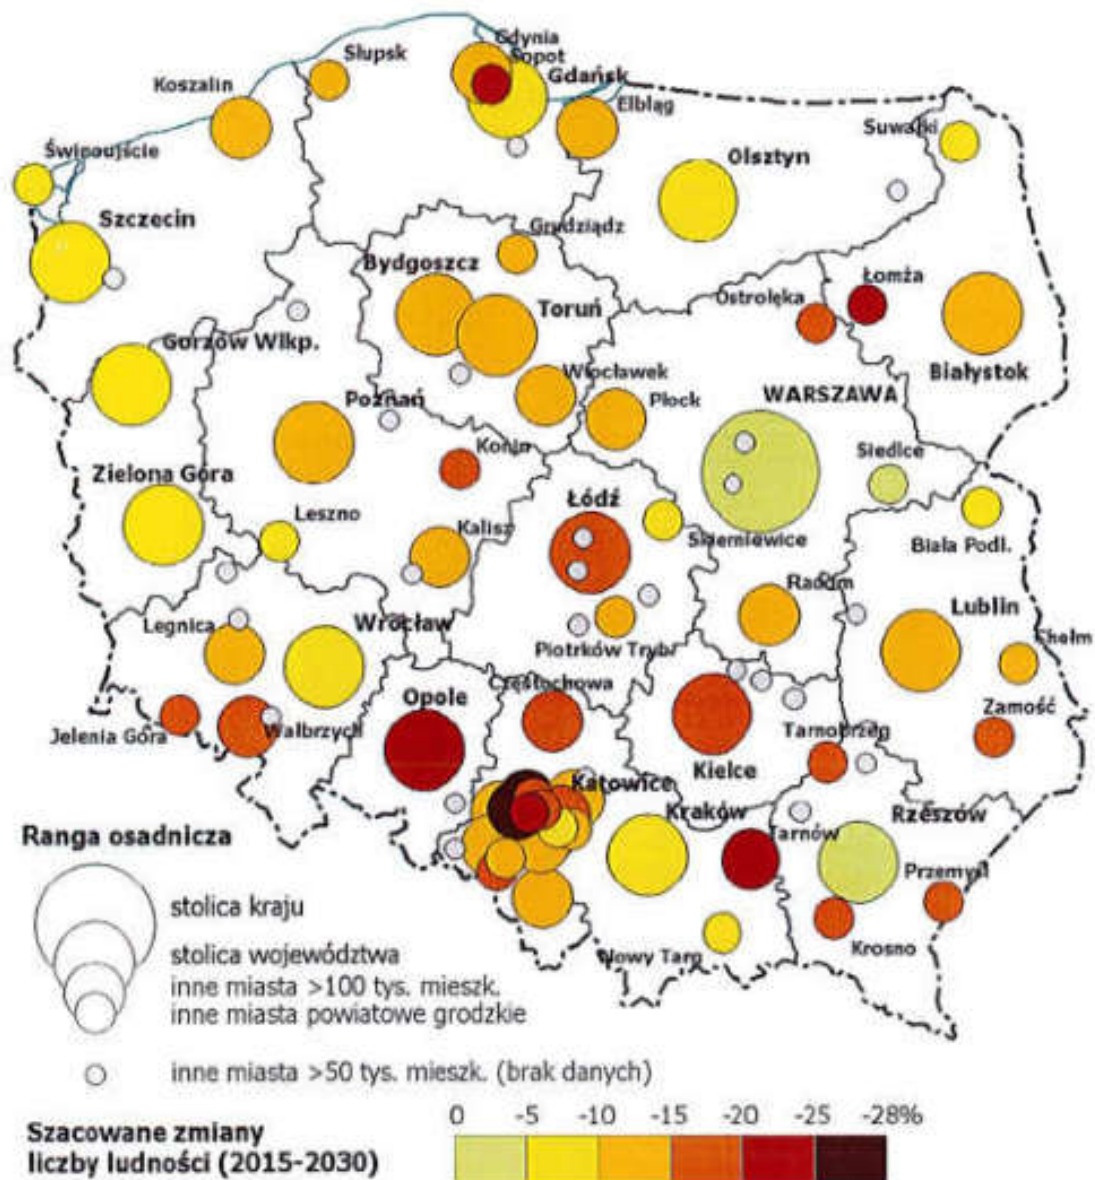 Gdynia
Słupsk
Sopot
Koszalin
Gdańsk
Elbląg
Suwałki
Świnoujście
Olsztyn
Szczecin
Grudziądz
Bydgoszcz
Łomża
Ostrołęka
Toruń
Gorzów Wlkp.
Włocławek
Białystok
Poznań
Płock
WARSZAWA
Konin
Siedlce
Zielona Góra
Łódź
Leszno
Kalisz
Skierniewice
Biała Podl.
Radom
Lublin
Legnica
Wrocław
Chełm
Piotrków Tryb.
Częstochowa
Opole
Zamość
Jelenia Góra
Wałbrzych
Tarnobrzeg
Kielce
Katowice
Kraków
Rzeszów
Tarnów
Przemyśl
Krosno
Nowy Targ
Ranga osadnicza
stolica kraju
stolica województwa
inne miasta >100 tys. mieszk.
inne miasta powiatowe grodzkie
inne miasta >50 tys. mieszk. (brak danych)
0 -5 -10 -15 -20 -25 -28%
Szacowane zmiany
liczby ludności (2015-2030)